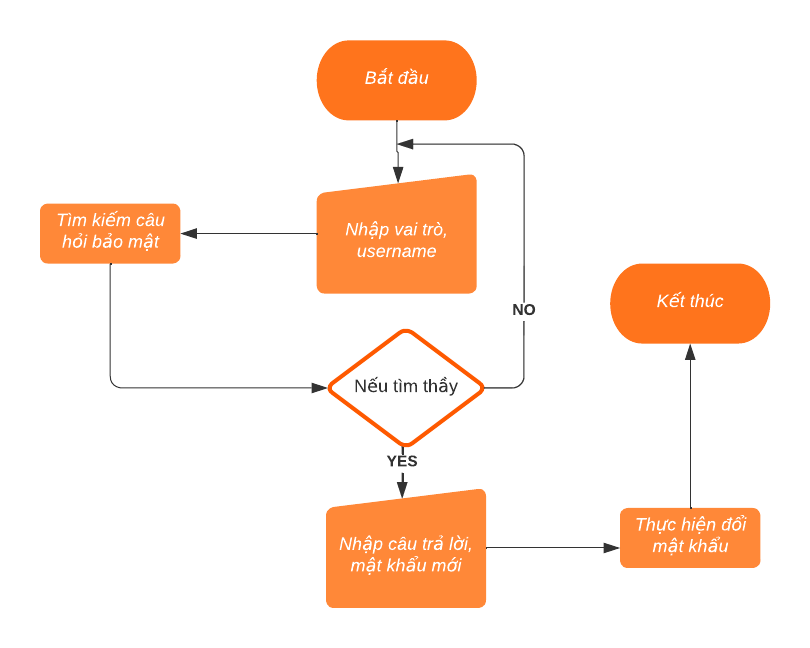 Bắt đầu
Nhập vai trò,
username
Tìm kiếm câu
hỏi bảo mật
Nếu tìm thầy
NO
YES
Nhập câu trả lời,
mật khẩu mới
Thực hiện đổi
mật khẩu
Kết thúc